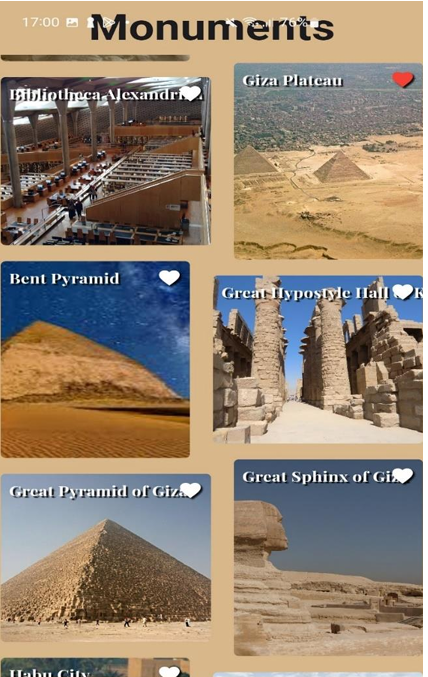 17:00 76%
Monuments
Bibliotheca Alexandri...
Giza Plateau
Bent Pyramid
Great Hypostyle Hall K
Great Pyramid of Giza
Great Sphinx of Giz
Habu City